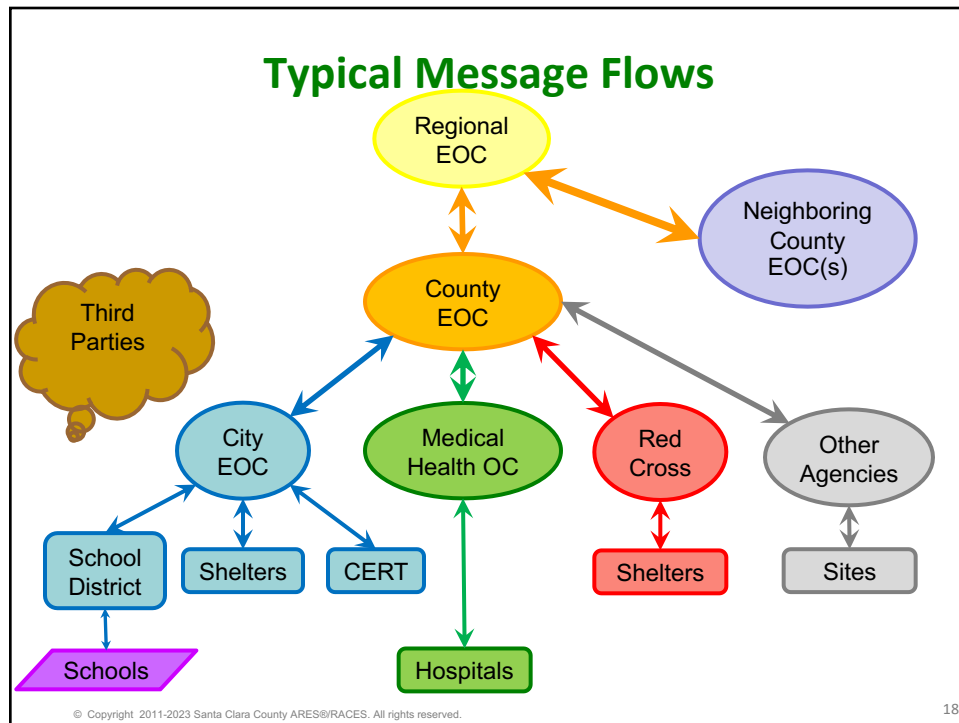 Typical Message Flows
Regional
EOC
Neighboring
County
EOC(s)
County
EOC
Third
Parties
City
EOC
Medical
Health OC
Red
Cross
Other
Agencies
School
District
Shelters
CERT
Shelters
Sites
Schools
Hospitals
© Copyright 2011-2023 Santa Clara County ARES®/RACES. All rights reserved.
18